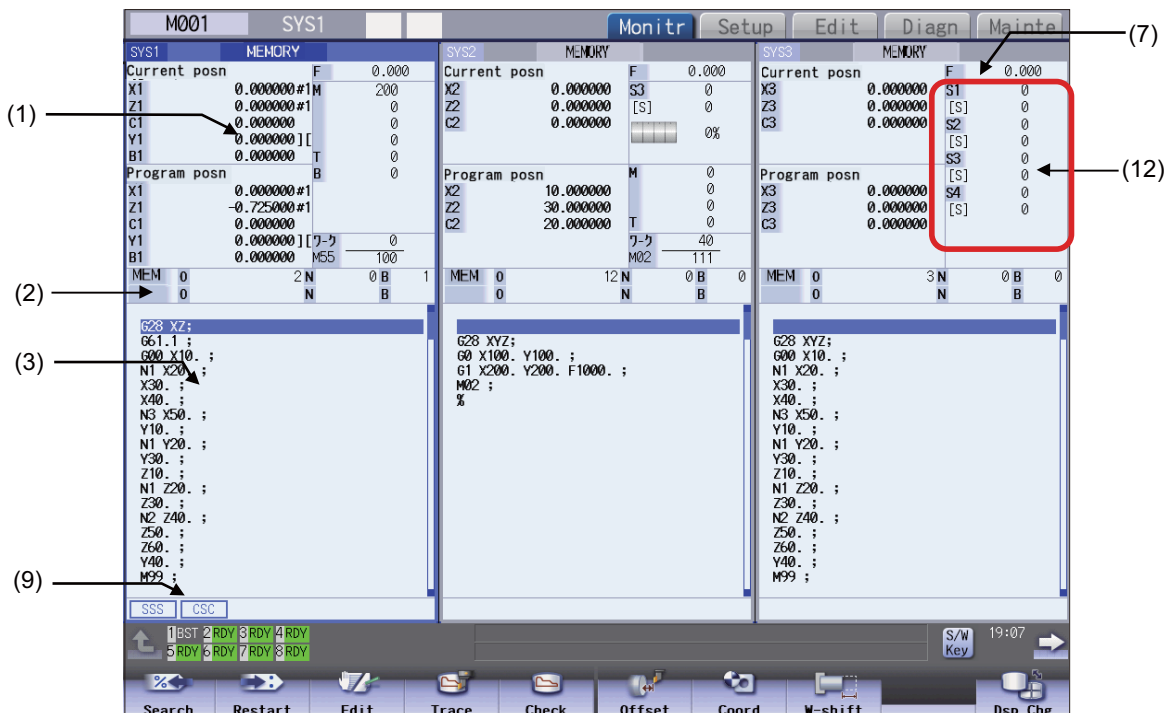 M001 SYS1 Monitr Setup Edit Diagn Mainte
(7)
SYS1 MEMORY
Current posn F 0.000
X1 0.000000#1 M 200
Z1 0.000000#1 0
C1 0.000000 0
Y1 0.000000][ 0
B1 0.000000 T 0
Program posn B 0
X1 0.000000#1
Z1 -0.725000#1
C1 0.000000
Y1 0.000000][ ワーク 0
B1 0.000000 M55 100
MEM O 2 N 0 B 1
O N B
G28 XZ;
G61.1 ;
G00 X10. ;
N1 X20. ;
X30. ;
X40. ;
N3 X50. ;
Y10. ;
N1 Y20. ;
Y30. ;
Z10. ;
N1 Z20. ;
Z30. ;
N2 Z40. ;
Z50. ;
Z60. ;
Y40. ;
M99 ;
SSS CSC
(1)
(2)
(3)
(9)
SYS2 MEMORY
Current posn F 0.000
X2 0.000000 S3 0
Z2 0.000000 [S] 0
C2 0.000000
0%
Program posn M 0
X2 10.000000 0
Z2 30.000000 0
C2 20.000000 T 0
ワーク 40
M02 111
MEM O 12 N 0 B 0
O N B
G28 XYZ;
G0 X100. Y100. ;
G1 X200. Y200. F1000. ;
M02 ;
%
SYS3 MEMORY
Current posn F 0.000
X3 0.000000 S1 0
Z3 0.000000 [S] 0
C3 0.000000 S2 0
[S] 0
S3 0
Program posn [S] 0
X3 0.000000 S4 0
Z3 0.000000 [S] 0
C3 0.000000
(12)
MEM O 3 N 0 B 0
O N B
G28 XYZ;
G00 X10. ;
N1 X20. ;
X30. ;
X40. ;
N3 X50. ;
Y10. ;
N1 Y20. ;
Y30. ;
Z10. ;
N1 Z20. ;
Z30. ;
N2 Z40. ;
Z50. ;
Z60. ;
Y40. ;
M99 ;
1 BST 2 RDY 3 RDY 4 RDY
5 RDY 6 RDY 7 RDY 8 RDY
S/W Key 19:07
Search Restart Edit Trace Check Offset Coord W-shift Dsp Chg